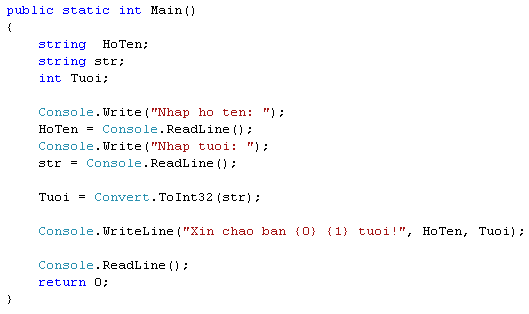 public static int Main()
{
    string  HoTen;
    string str;
    int Tuoi;

    Console.Write("Nhap ho ten: ");
    HoTen = Console.ReadLine();
    Console.Write("Nhap tuoi: ");
    str = Console.ReadLine();

    Tuoi = Convert.ToInt32(str);

    Console.WriteLine("Xin chao ban {0} {1} tuoi!", HoTen, Tuoi);

    Console.ReadLine();
    return 0;
}